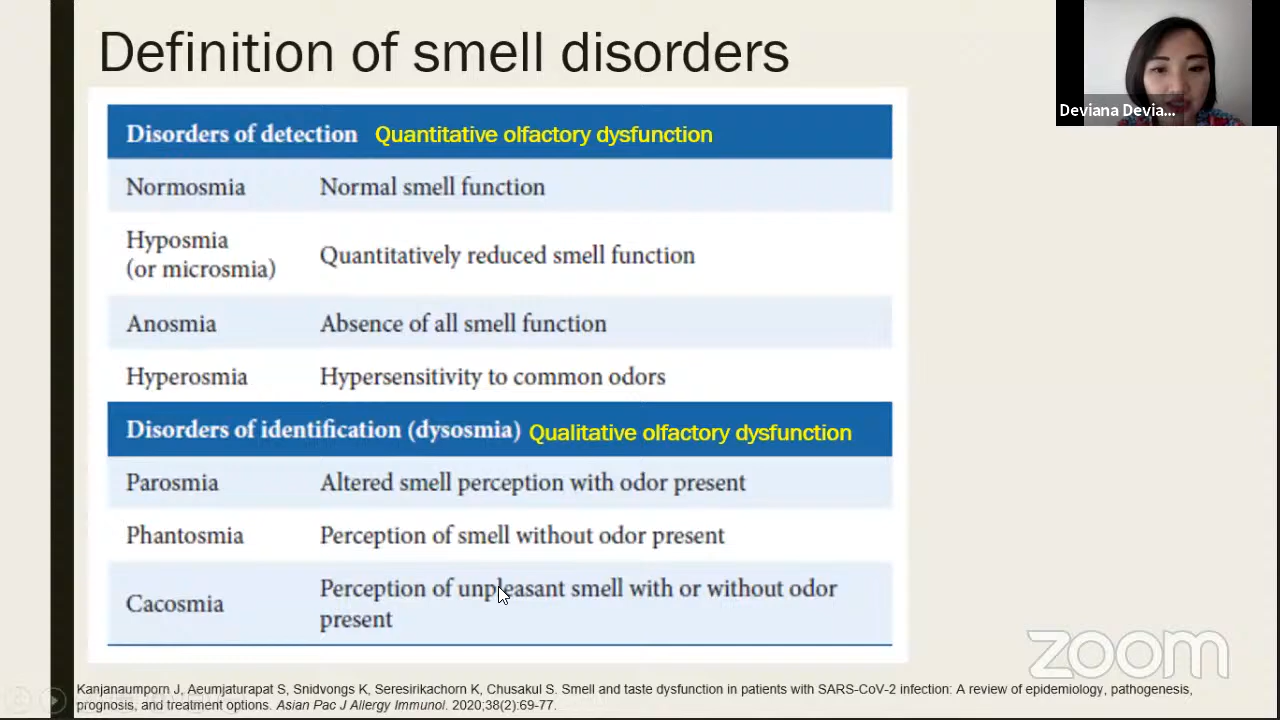 Definition of smell disorders
Deviana Devia...
Disorders of detection Quantitative olfactory dysfunction
Normosmia Normal smell function
Hyposmia
(or microsmia) Quantitatively reduced smell function
Anosmia Absence of all smell function
Hyperosmia Hypersensitivity to common odors
Disorders of identification (dysosmia) Qualitative olfactory dysfunction
Parosmia Altered smell perception with odor present
Phantosmia Perception of smell without odor present
Cacosmia Perception of unpleasant smell with or without odor
present
zoom
Kanjanaumporn J, Aeumjaturapat S, Snidvongs K, Seresirikachorn K, Chusakul S. Smell and taste dysfunction in patients with SARS-CoV-2 infection: A review of epidemiology, pathogenesis,
prognosis, and treatment options. Asian Pac J Allergy Immunol. 2020;38(2):69-77.